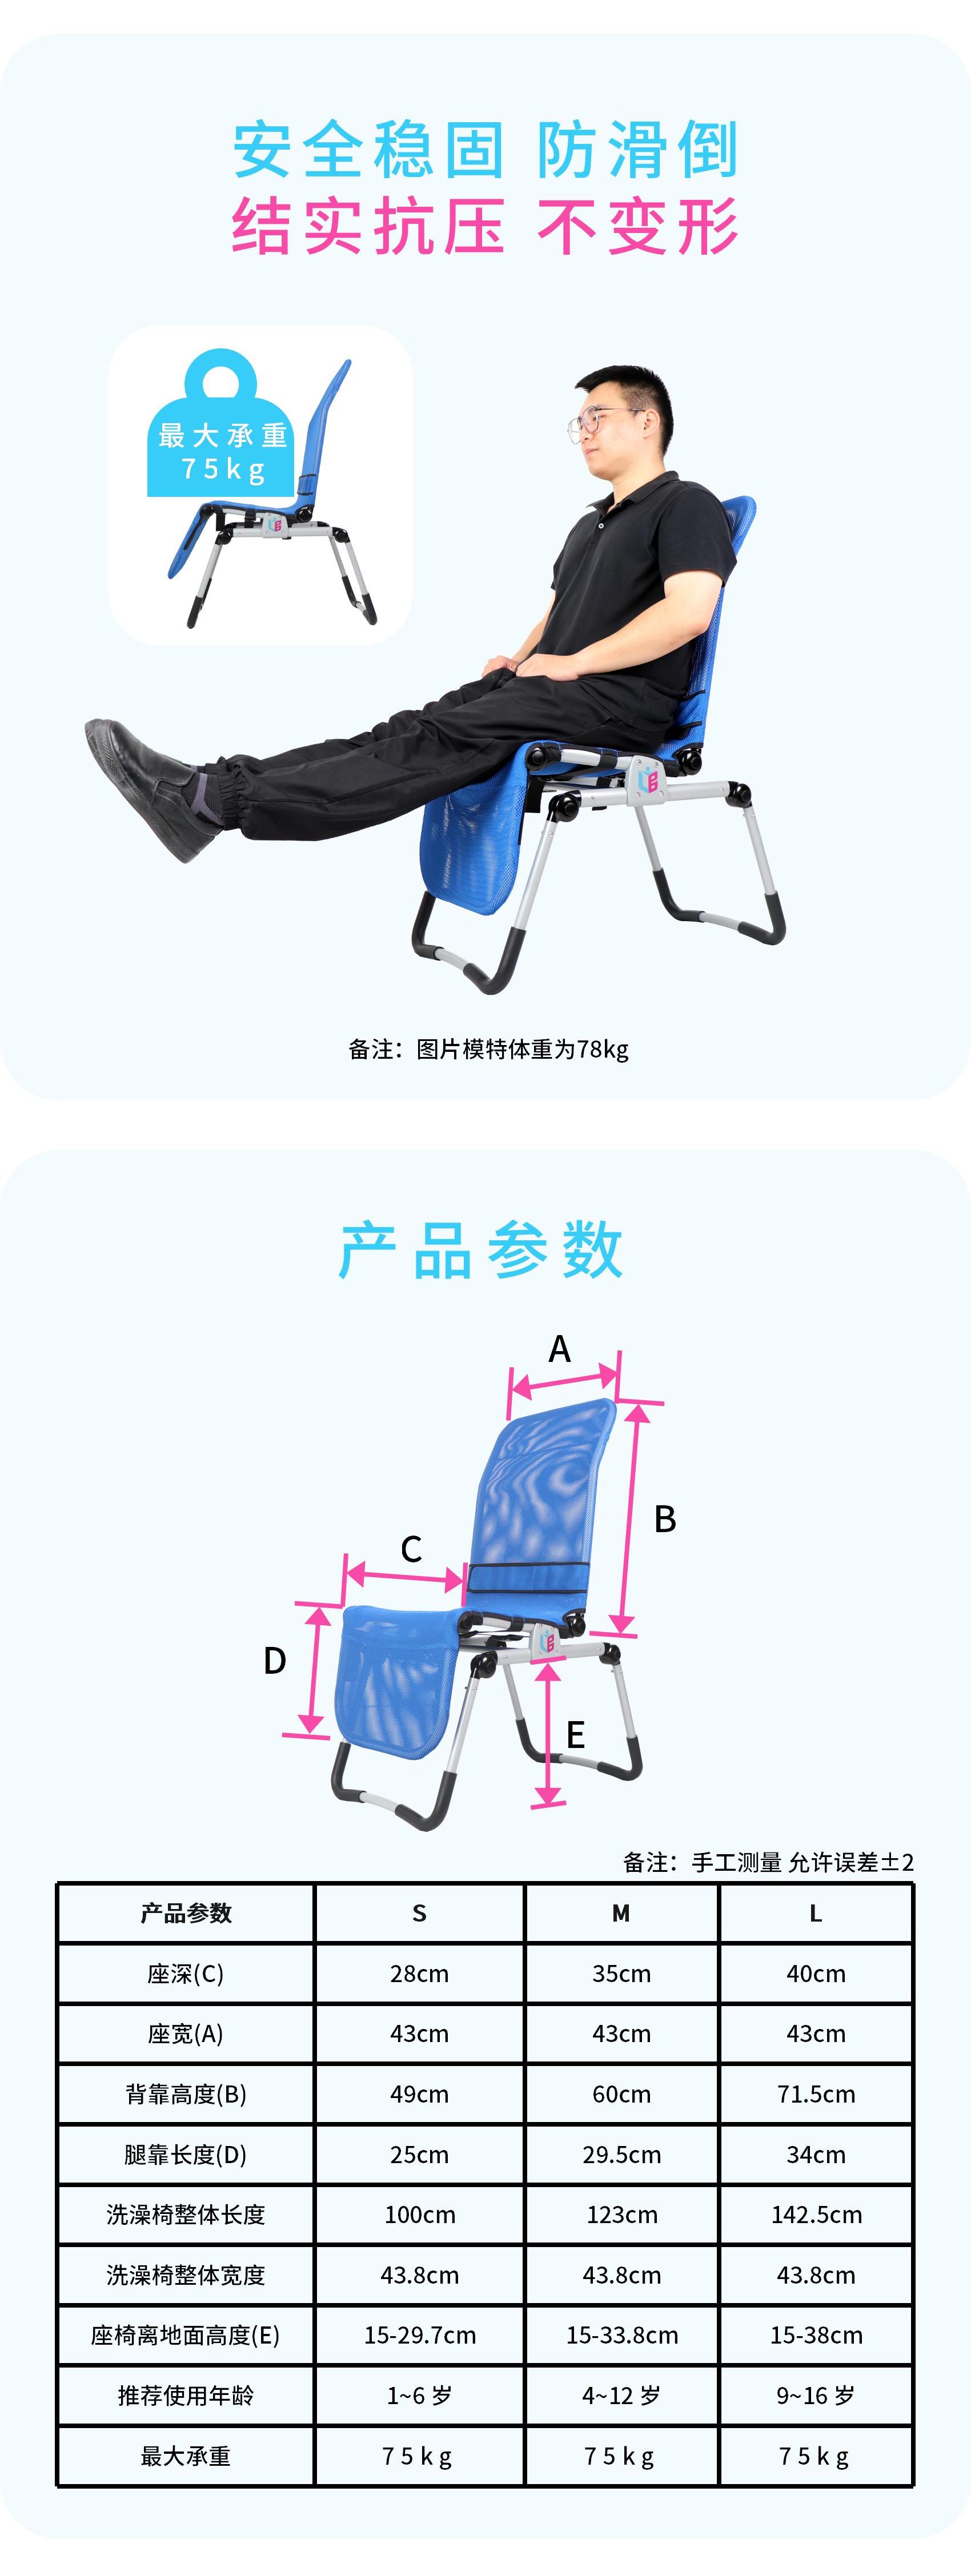 安全稳固 防滑倒
结实抗压 不变形
最大承重
75kg
备注：图片模特体重为78kg
产品参数
A
B
C
D
E
备注：手工测量 允许误差±2
产品参数 S M L
座深(C) 28cm 35cm 40cm
座宽(A) 43cm 43cm 43cm
背靠高度(B) 49cm 60cm 71.5cm
腿靠长度(D) 25cm 29.5cm 34cm
洗澡椅整体长度 100cm 123cm 142.5cm
洗澡椅整体宽度 43.8cm 43.8cm 43.8cm
座椅离地面高度(E) 15-29.7cm 15-33.8cm 15-38cm
推荐使用年龄 1~6 岁 4~12 岁 9~16 岁
最大承重 75kg 75kg 75kg